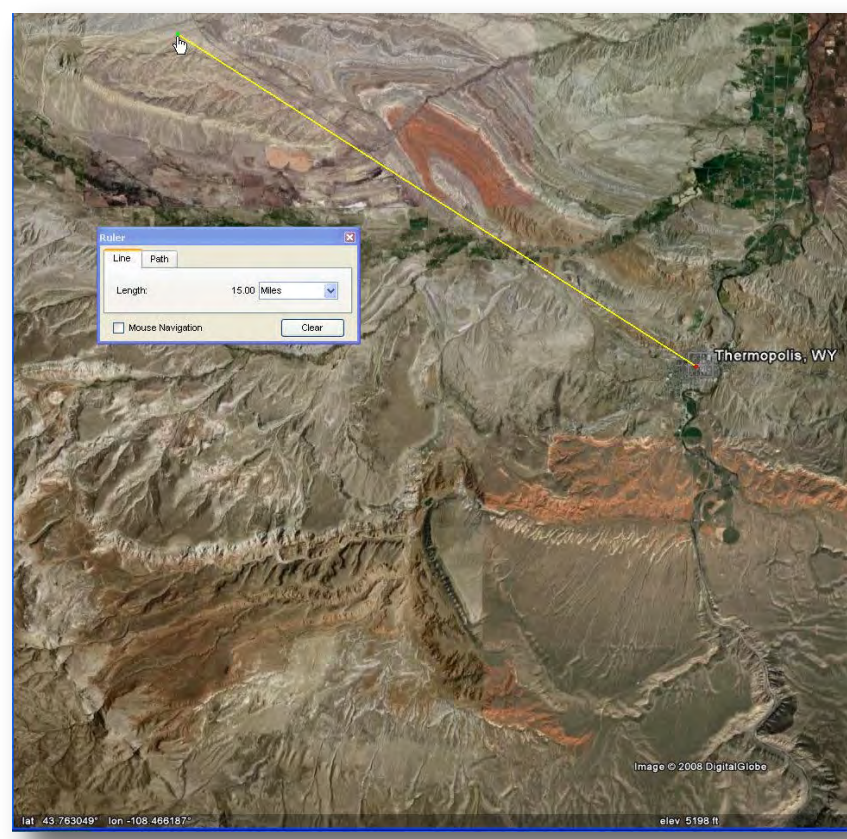 Ruler
Line Path
Length: 15.00 Miles
Mouse Navigation Clear
Thermopolis, WY
Image © 2008 DigitalGlobe
lat 43.763049° lon -108.466187° elev 5198 ft